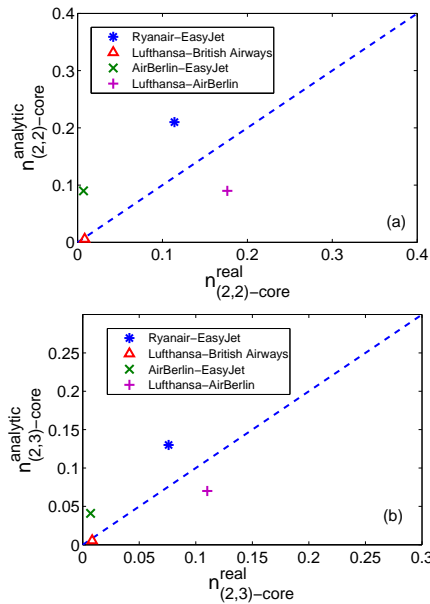 0.4
0.3
0.2
0.1
0
0
0.1
0.2
0.3
0.4
Ryanair−EasyJet
Lufthansa−British Airways
AirBerlin−EasyJet
Lufthansa−AirBerlin
(a)
n^{analytic}_{(2,2)−core}
n^{real}_{(2,2)−core}
0.25
0.2
0.15
0.1
0.05
0
0
0.05
0.1
0.15
0.2
0.25
0.3
Ryanair−EasyJet
Lufthansa−British Airways
AirBerlin−EasyJet
Lufthansa−AirBerlin
(b)
n^{analytic}_{(2,3)−core}
n^{real}_{(2,3)−core}